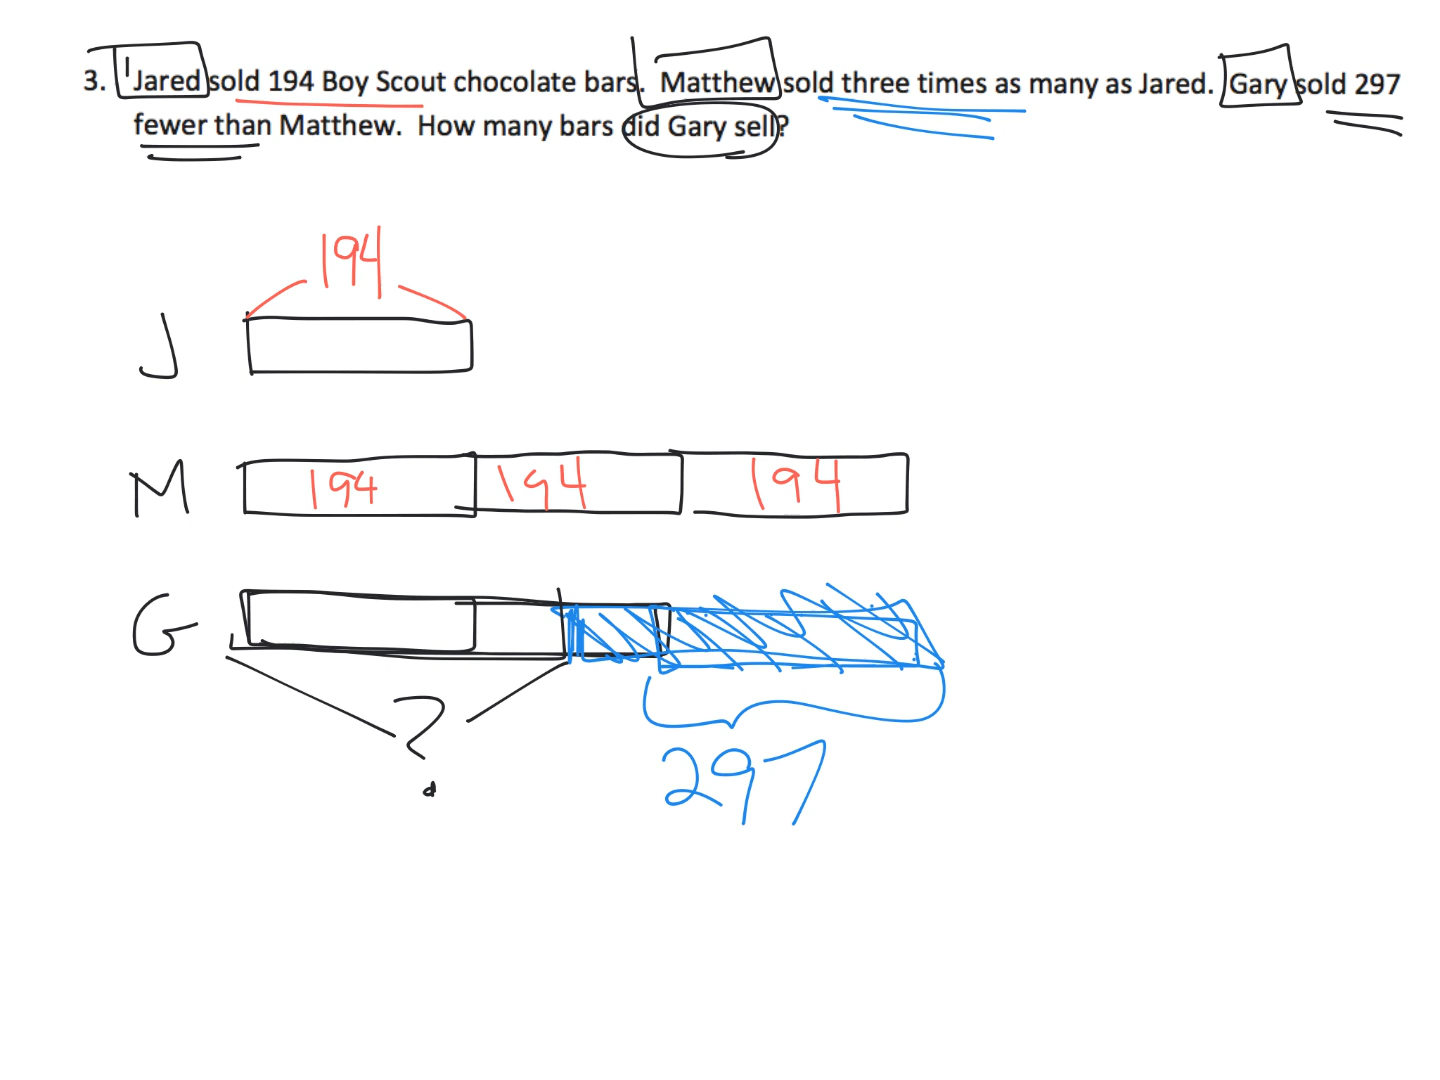 3. Jared sold 194 Boy Scout chocolate bars. Matthew sold three times as many as Jared. Gary sold 297
fewer than Matthew. How many bars did Gary sell?
194
J
M 194 194 194
G
?
297